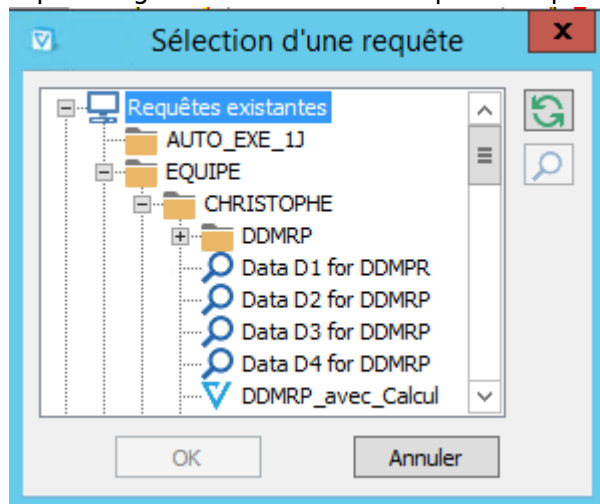 Sélection d'une requête
Requêtes existantes
AUTO_EXE_1J
EQUIPE
CHRISTOPHE
DDMRP
Data D1 for DDMPR
Data D2 for DDMRP
Data D3 for DDMRP
Data D4 for DDMRP
DDMRP_avec_Calcul
OK
Annuler